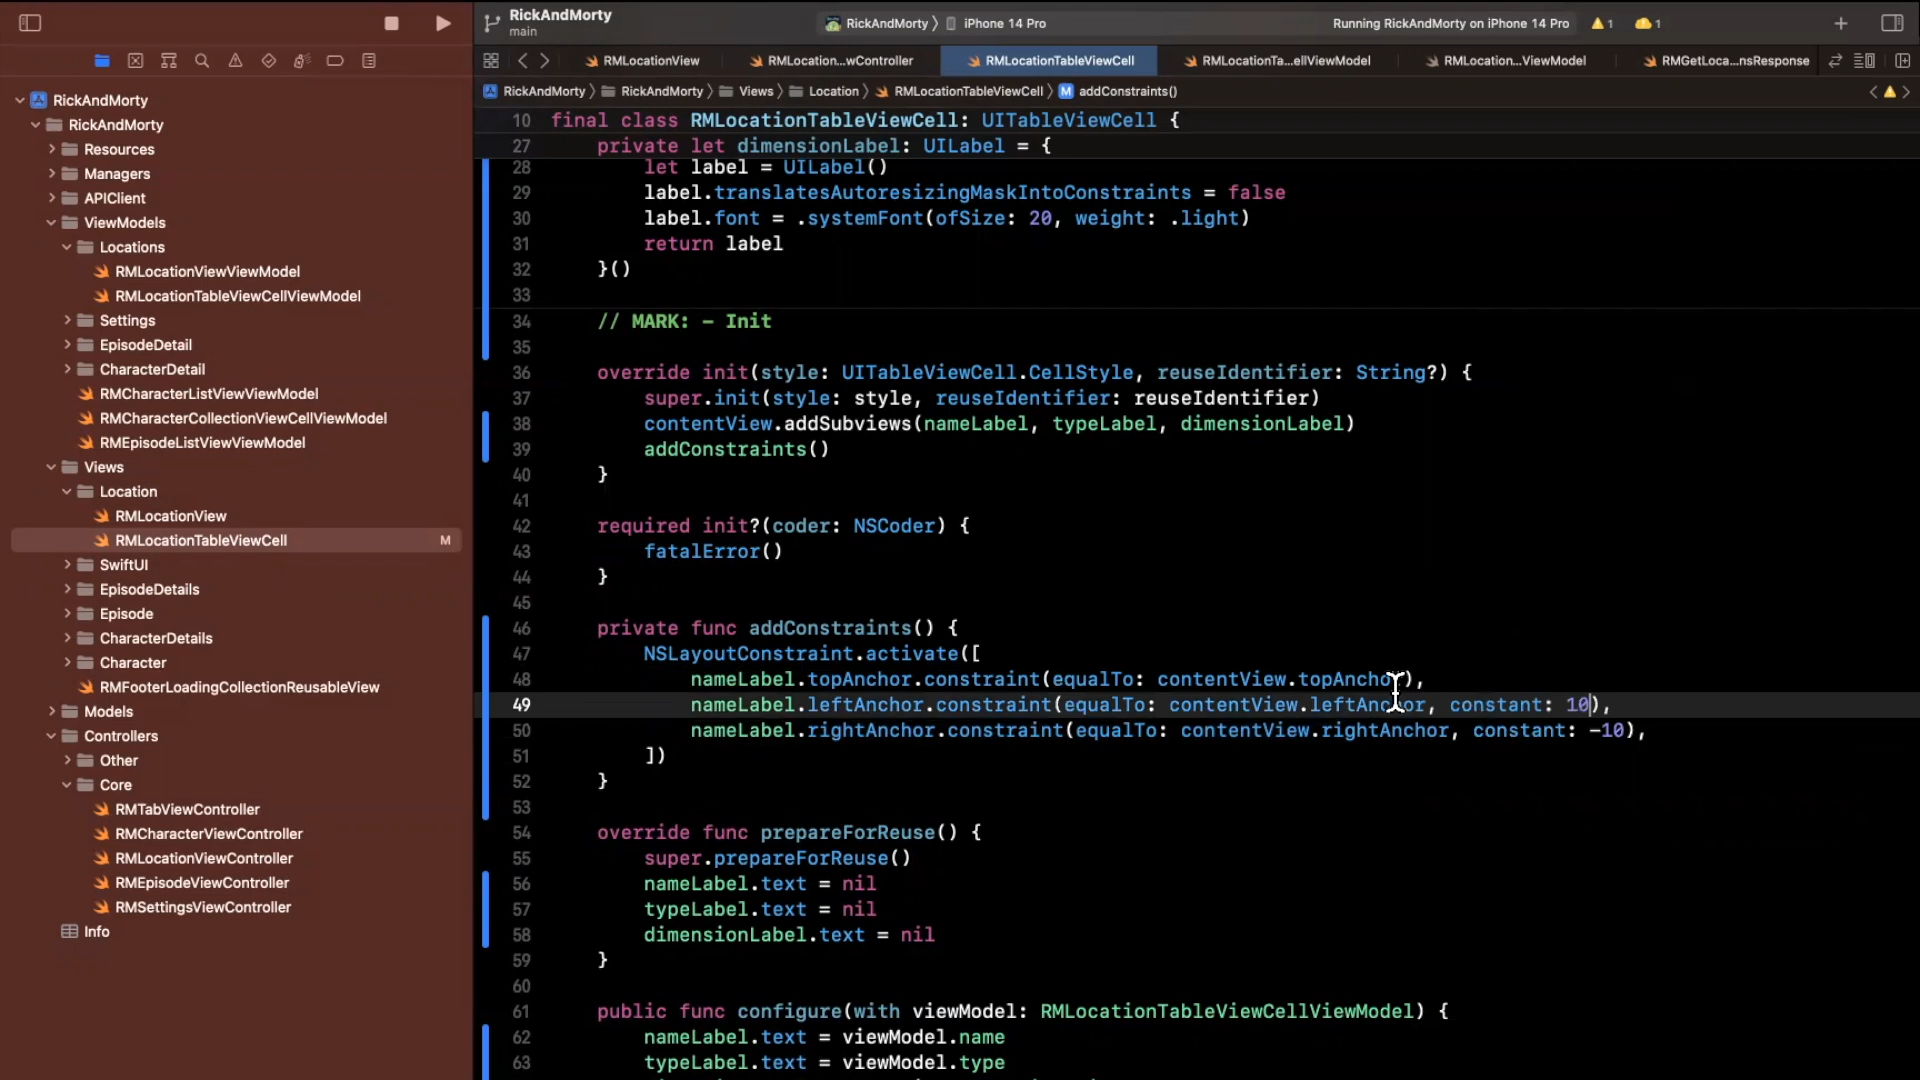 RickAndMorty
main
RickAndMorty
iPhone 14 Pro
Running RickAndMorty on iPhone 14 Pro
1
1
RMLocationView
RMLocation...wController
RMLocationTableViewCell
RMLocationTa...ellViewModel
RMLocation...ViewModel
RMGetLoca...nsResponse
RickAndMorty
RickAndMorty
Views
Location
RMLocationTableViewCell
M
addConstraints()
RickAndMorty
RickAndMorty
Resources
Managers
APIClient
ViewModels
Locations
RMLocationViewViewModel
RMLocationTableViewCellViewModel
Settings
EpisodeDetail
CharacterDetail
RMCharacterListViewViewModel
RMCharacterCollectionViewCellViewModel
RMEpisodeListViewViewModel
Views
Location
RMLocationView
RMLocationTableViewCell M
SwiftUI
EpisodeDetails
Episode
CharacterDetails
Character
RMFooterLoadingCollectionReusableView
Models
Controllers
Other
Core
RMTabViewController
RMCharacterViewController
RMLocationViewController
RMEpisodeViewController
RMSettingsViewController
Info
10 final class RMLocationTableViewCell: UITableViewCell {
27 private let dimensionLabel: UILabel = {
28 let label = UILabel()
29 label.translatesAutoresizingMaskIntoConstraints = false
30 label.font = .systemFont(ofSize: 20, weight: .light)
31 return label
32 }()
33
34 // MARK: - Init
35
36 override init(style: UITableViewCell.CellStyle, reuseIdentifier: String?) {
37 super.init(style: style, reuseIdentifier: reuseIdentifier)
38 contentView.addSubviews(nameLabel, typeLabel, dimensionLabel)
39 addConstraints()
40 }
41
42 required init?(coder: NSCoder) {
43 fatalError()
44 }
45
46 private func addConstraints() {
47 NSLayoutConstraint.activate([
48 nameLabel.topAnchor.constraint(equalTo: contentView.topAnchor),
49 nameLabel.leftAnchor.constraint(equalTo: contentView.leftAnchor, constant: 10),
50 nameLabel.rightAnchor.constraint(equalTo: contentView.rightAnchor, constant: -10),
51 ])
52 }
53
54 override func prepareForReuse() {
55 super.prepareForReuse()
56 nameLabel.text = nil
57 typeLabel.text = nil
58 dimensionLabel.text = nil
59 }
60
61 public func configure(with viewModel: RMLocationTableViewCellViewModel) {
62 nameLabel.text = viewModel.name
63 typeLabel.text = viewModel.type